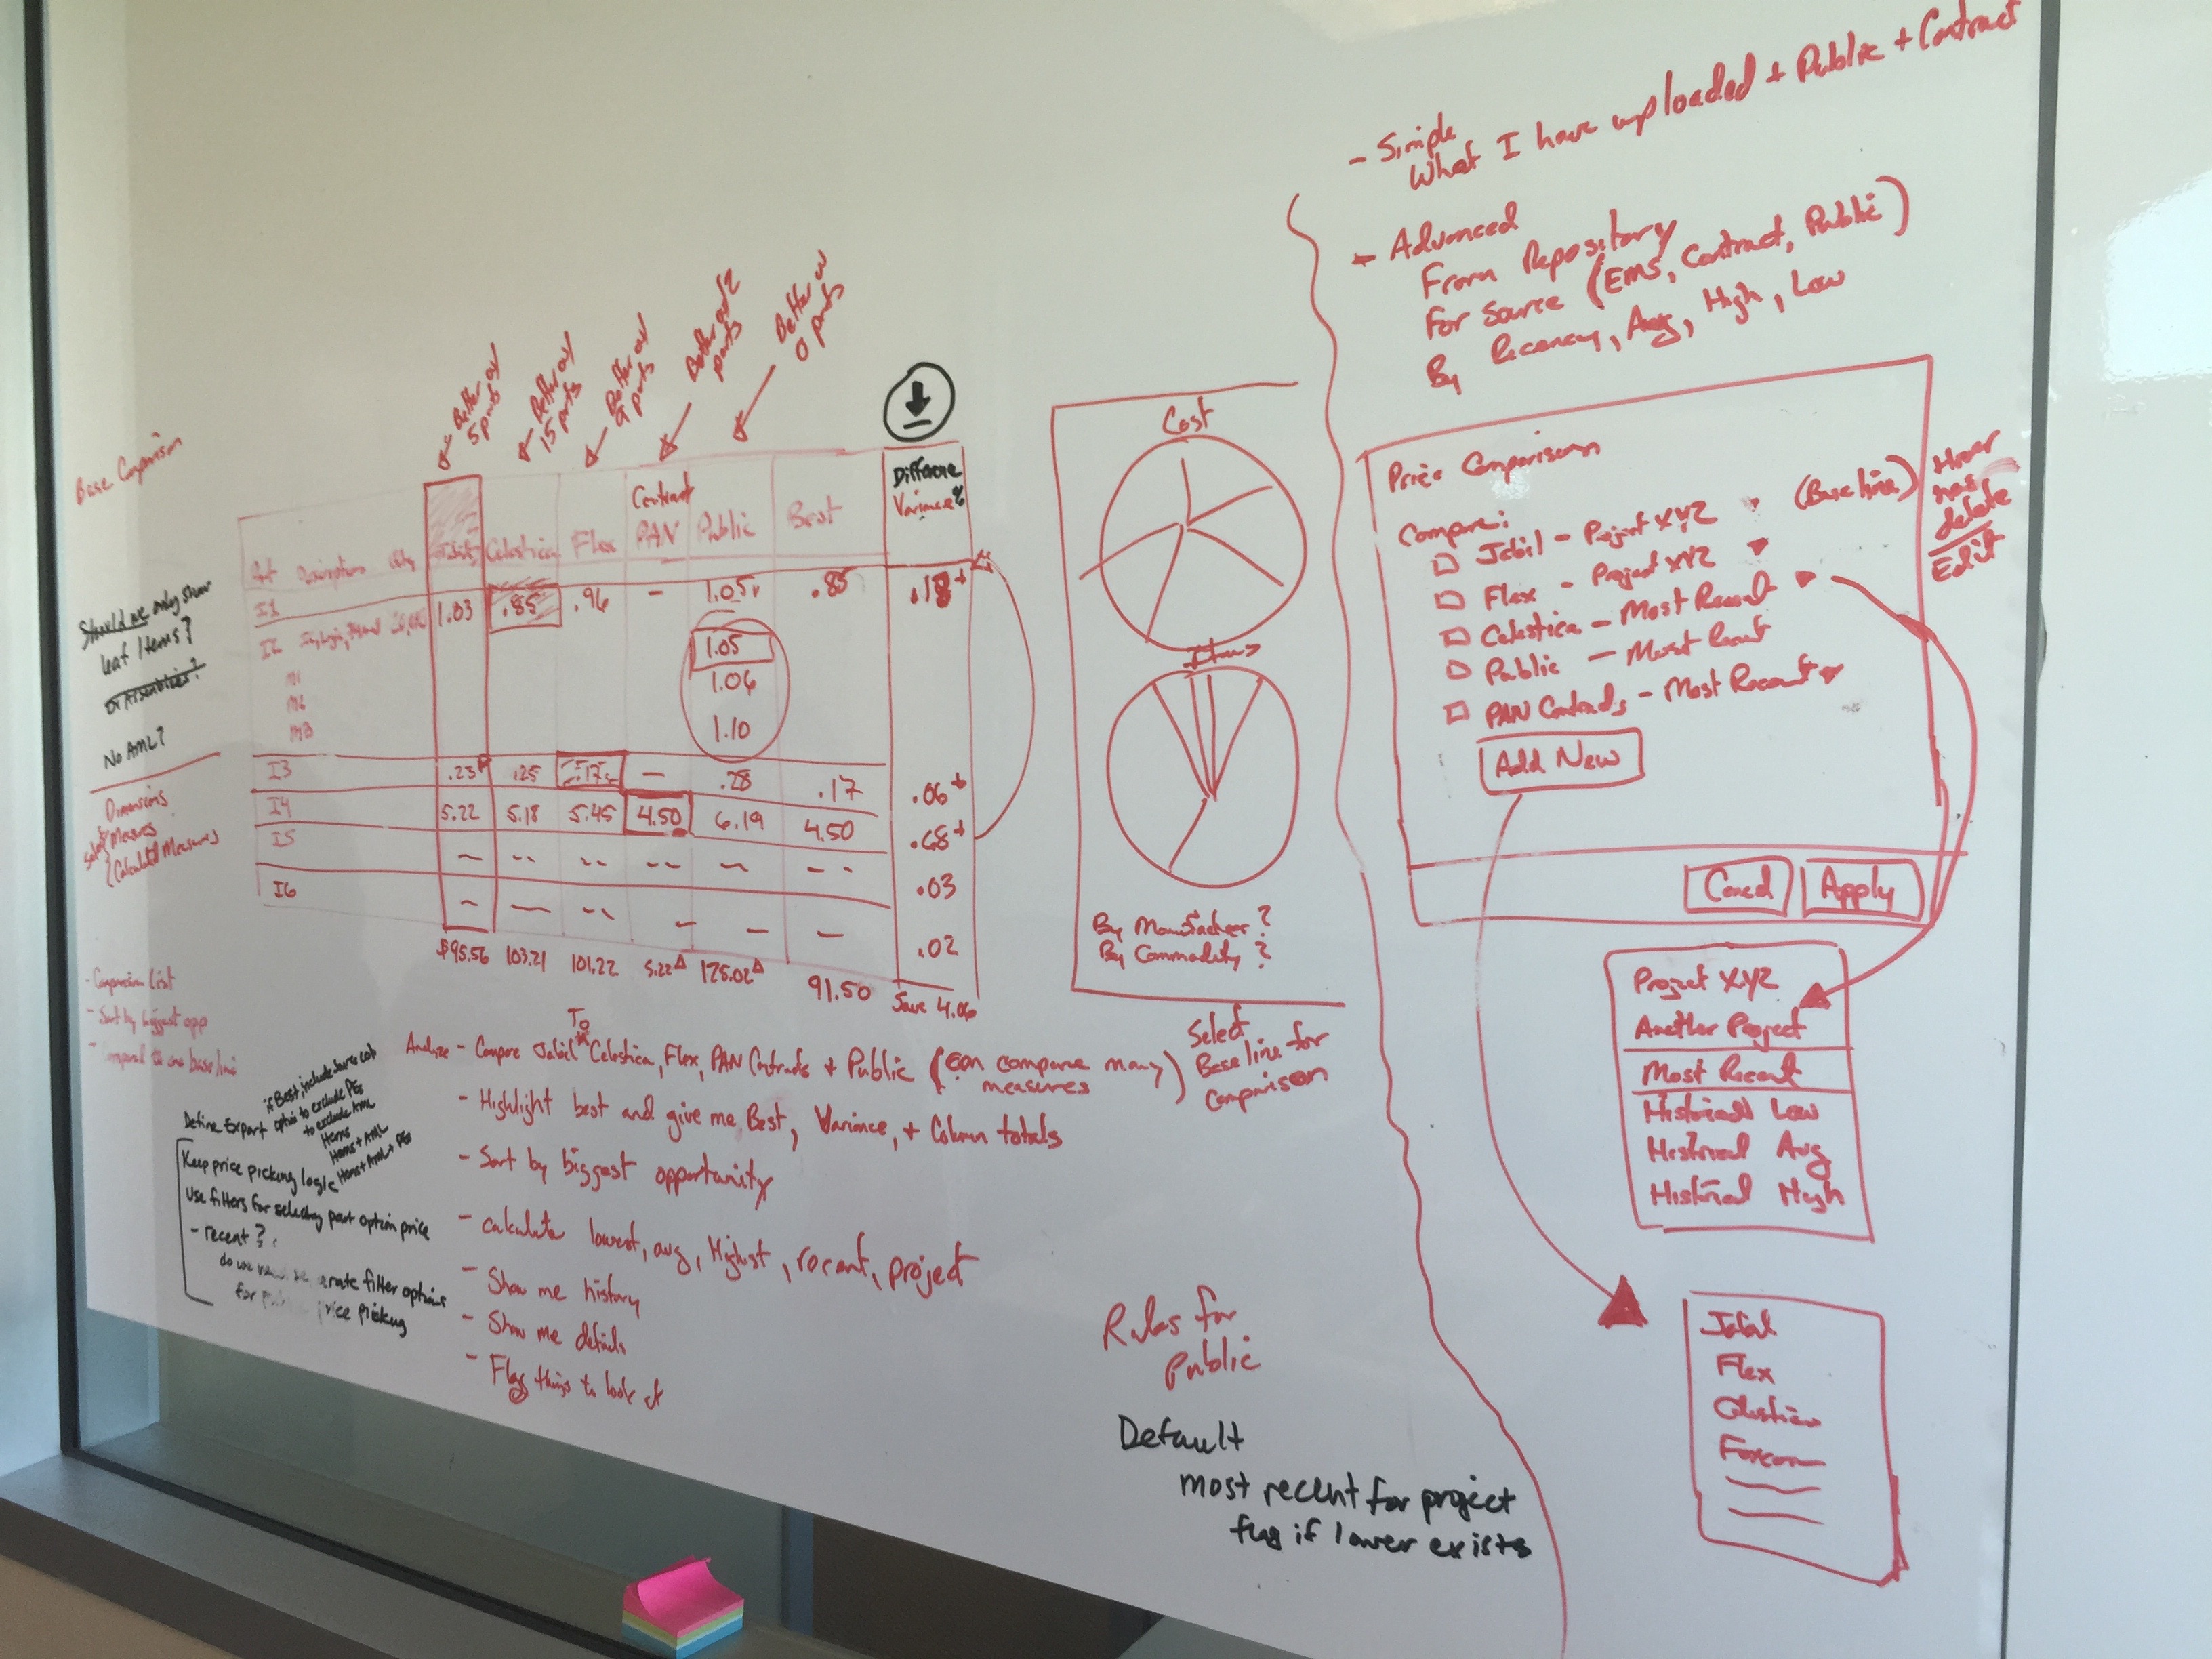 Base Comparison
Should we only show
leaf Items?
or Assemblies?
No AML?
Dimensions
Select Measures
Calculated Measures
- Comparison List
- Sort by biggest opp
- Compared to one baseline
Better on
5 parts
Better on
15 parts
Better on
9 parts
Better on 2
parts
Better on
0 parts
Difference
Variance %
Part Description Qty Jabil Celestica Flex Contract PAN Public Best
I1 1.03 .85 .96 - 1.05 .85 .18+
I2
M1
M2
M3
1.05
1.06
1.10
I3 .23 .25 .17 - .28 .17 .06+
I4 5.22 5.18 5.45 4.50 6.19 4.50 .68+
I5 .03
I6 .02
$95.56 103.21 101.22 5.22 125.02 91.50 Save 4.06
Cost
Items
By Manufacturer?
By Commodity?
Select
Baseline for
Comparison
Analyze - Compare Jabil To Celestica, Flex, PAN Contracts + Public (Can compare many measures)
- Highlight best and give me Best, Variance, + Column totals
- Sort by biggest opportunity
- calculate lowest, avg, Highest, recent, project
- Show me history
- Show me details
- Flag things to look at
if Best, include source col
Define Export option to exclude PEs
to exclude AML
Items
Items + AML
Items + AML + PEs
Keep price picking logic
Use filters for selecting part option price
- recent?
do we separate filter options
for price picking
Rules for
Public
Default
most recent for project
flag if lower exists
- Simple
What I have uploaded + Public + Contract
- Advanced
From Repository
For Source (EMS, Contract, Public)
By Recency, Avg, High, Low
Price Comparison
Compare:
Jabil - Project XYZ (Baseline)
Flex - Project XYZ
Celestica - Most Recent
Public - Most Recent
PAN Contracts - Most Recent
Add New
Cancel Apply
Hover
has
delete
Edit
Project XYZ
Another Project
Most Recent
Historical Low
Historical Avg
Historical High
Jabil
Flex
Celestica
Foxconn